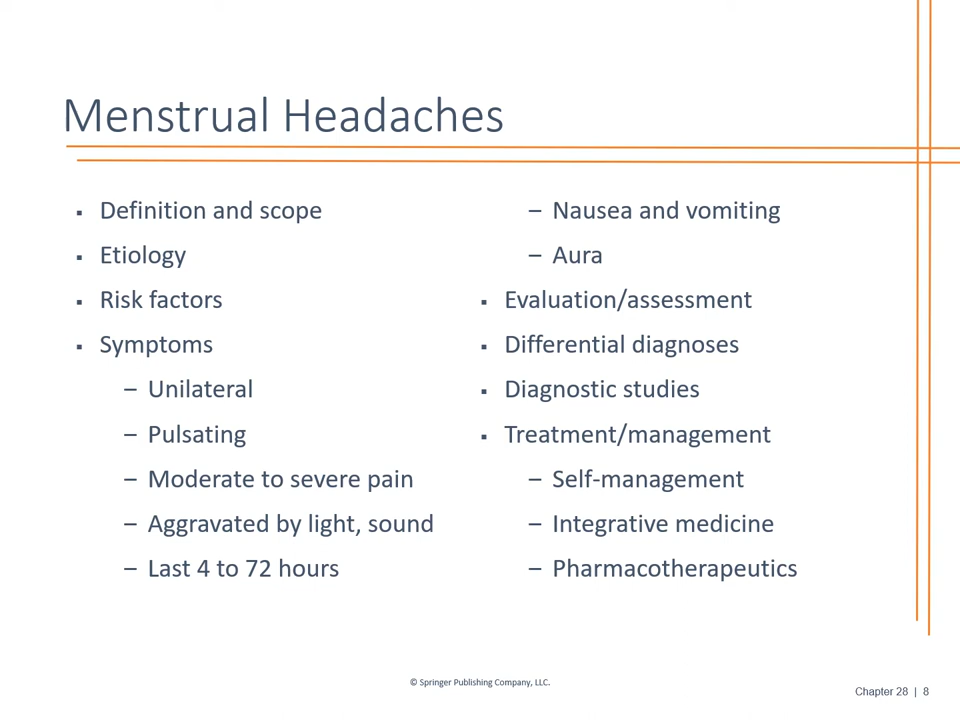 Menstrual Headaches
▪ Definition and scope
▪ Etiology
▪ Risk factors
▪ Symptoms
– Unilateral
– Pulsating
– Moderate to severe pain
– Aggravated by light, sound
– Last 4 to 72 hours
– Nausea and vomiting
– Aura
▪ Evaluation/assessment
▪ Differential diagnoses
▪ Diagnostic studies
▪ Treatment/management
– Self-management
– Integrative medicine
– Pharmacotherapeutics
© Springer Publishing Company, LLC.
Chapter 28 | 8